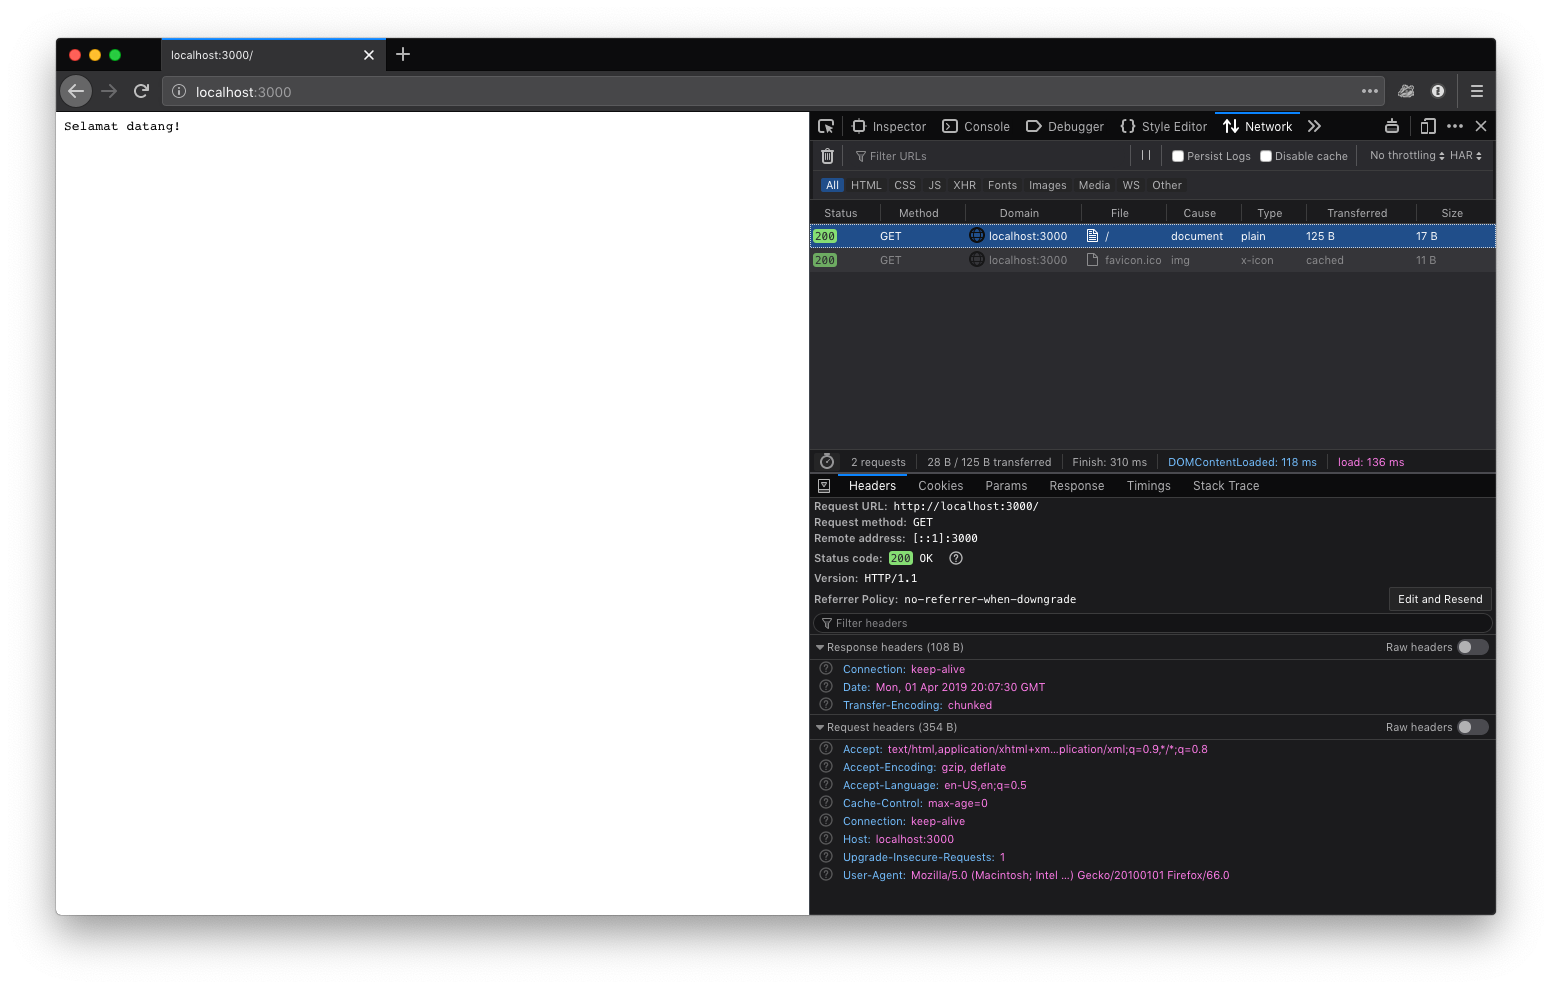 localhost:3000/
localhost:3000
Selamat datang!
Inspector Console Debugger {} Style Editor Network
Filter URLs Persist Logs Disable cache No throttling HAR
All HTML CSS JS XHR Fonts Images Media WS Other
Status Method Domain File Cause Type Transferred Size
200 GET localhost:3000 / document plain 125 B 17 B
200 GET localhost:3000 favicon.ico img x-icon cached 11 B
2 requests 28 B / 125 B transferred Finish: 310 ms DOMContentLoaded: 118 ms load: 136 ms
Headers Cookies Params Response Timings Stack Trace
Request URL: http://localhost:3000/
Request method: GET
Remote address: [::1]:3000
Status code: 200 OK
Version: HTTP/1.1
Referrer Policy: no-referrer-when-downgrade Edit and Resend
Filter headers
Response headers (108 B) Raw headers
Connection: keep-alive
Date: Mon, 01 Apr 2019 20:07:30 GMT
Transfer-Encoding: chunked
Request headers (354 B) Raw headers
Accept: text/html,application/xhtml+xm...plication/xml;q=0.9,*/*;q=0.8
Accept-Encoding: gzip, deflate
Accept-Language: en-US,en;q=0.5
Cache-Control: max-age=0
Connection: keep-alive
Host: localhost:3000
Upgrade-Insecure-Requests: 1
User-Agent: Mozilla/5.0 (Macintosh; Intel ...) Gecko/20100101 Firefox/66.0